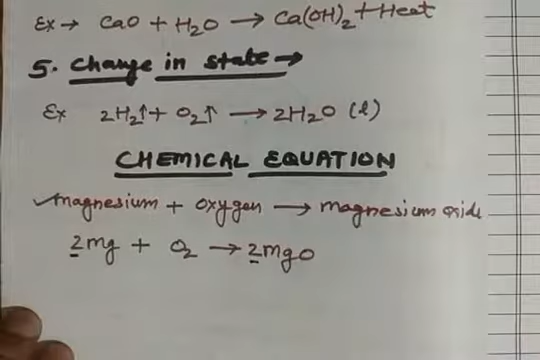 Ex → CaO + H₂O → Ca(OH)₂ + Heat
5. Change in state →
Ex 2H₂↑ + O₂↑ → 2H₂O (l)
CHEMICAL EQUATION
✓magnesium + oxygen → magnesium oxide
2mg + O₂ → 2mgo